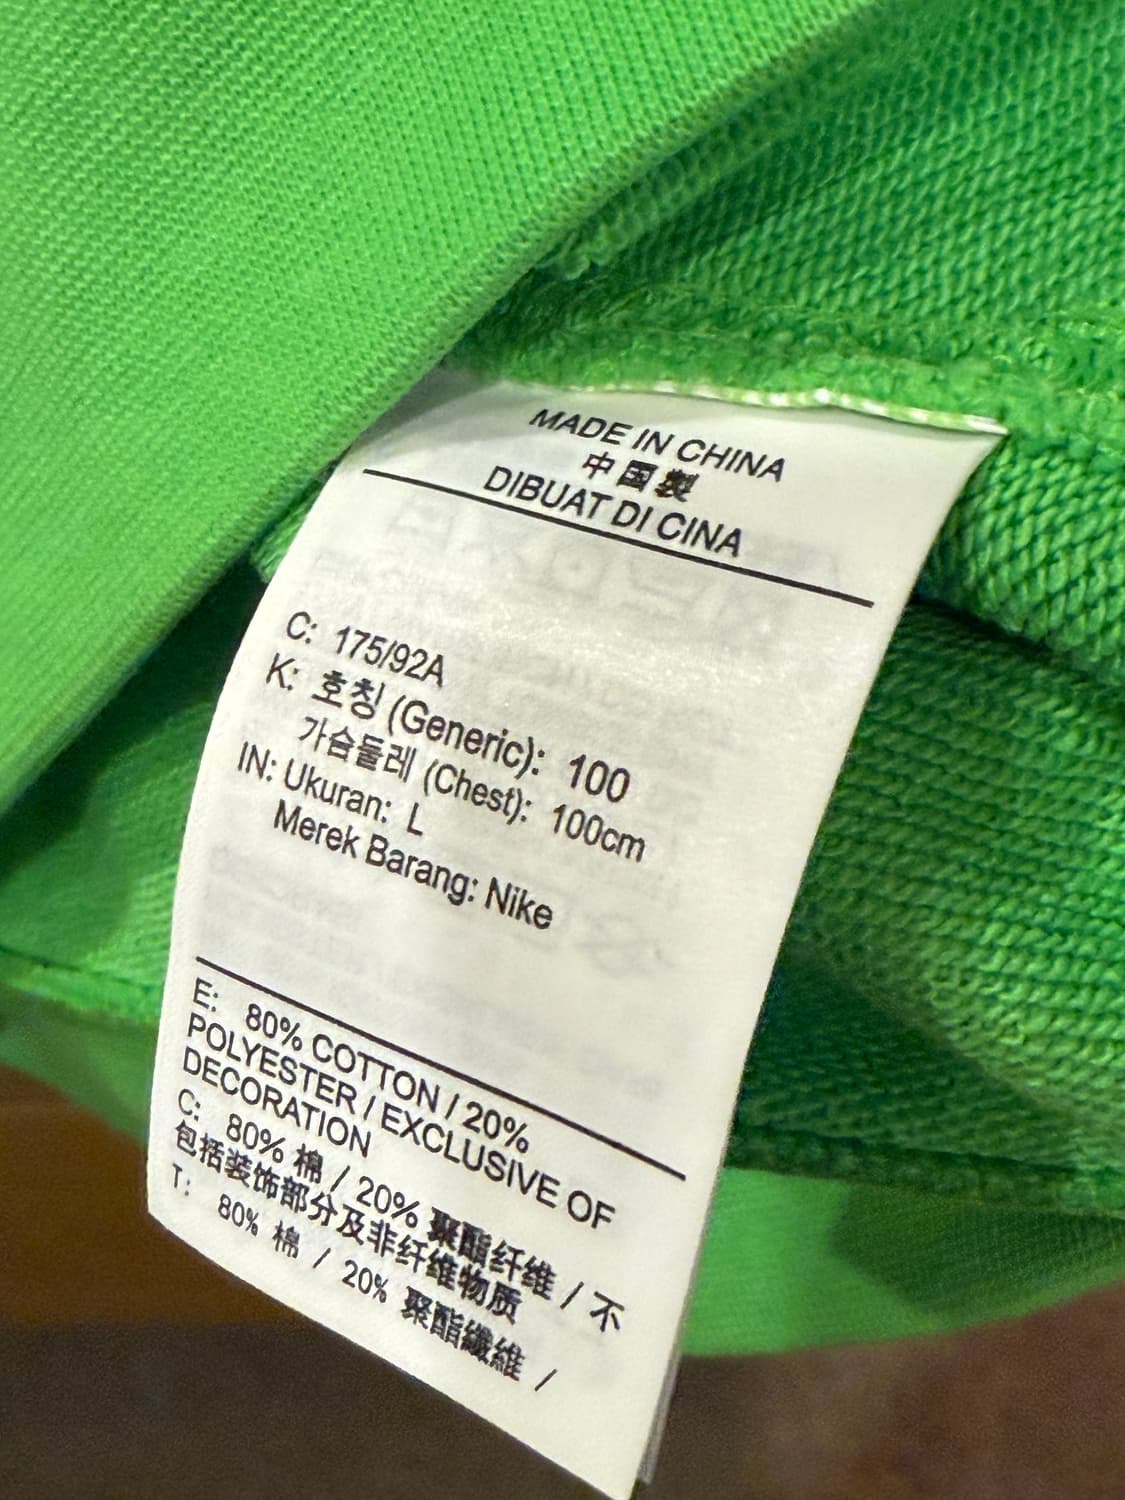 MADE IN CHINA
中国製
DIBUAT DI CINA
C: 175/92A
K: 호칭 (Generic): 100
가슴둘레 (Chest): 100cm
IN: Ukuran: L
Merek Barang: Nike
E: 80% COTTON / 20%
POLYESTER / EXCLUSIVE OF
DECORATION
C: 80% 棉 / 20% 聚酯纤维 / 不
包括装饰部分及非纤维物质
T: 80% 棉 / 20% 聚酯纖維 /